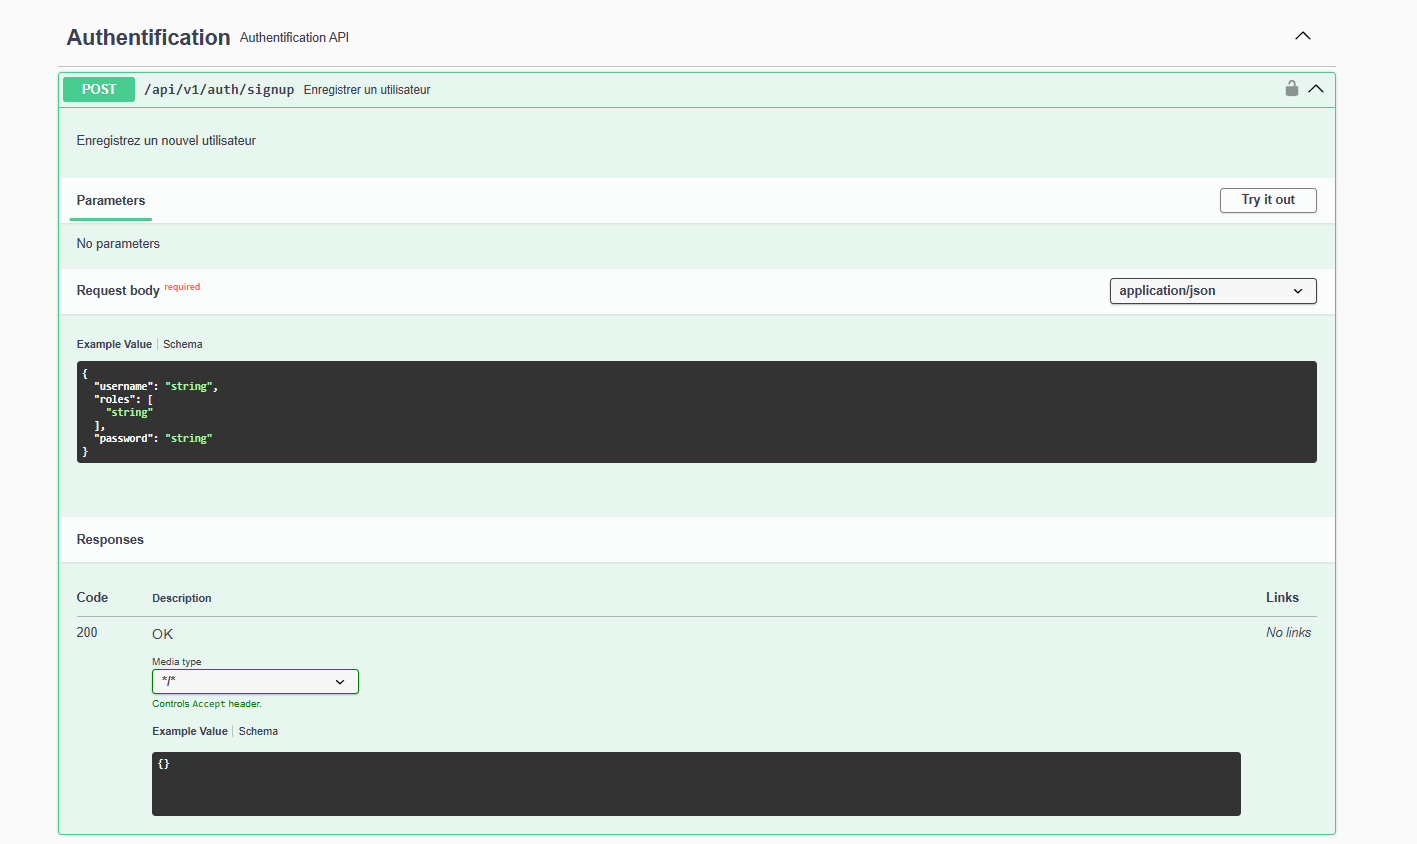 Authentification Authentification API
POST /api/v1/auth/signup Enregistrer un utilisateur
Enregistrez un nouvel utilisateur
Parameters Try it out
No parameters
Request body required application/json
Example Value Schema
{
  "username": "string",
  "roles": [
    "string"
  ],
  "password": "string"
}
Responses
Code Description Links
200 OK No links
Media type
*/*
Controls Accept header.
Example Value Schema
{}